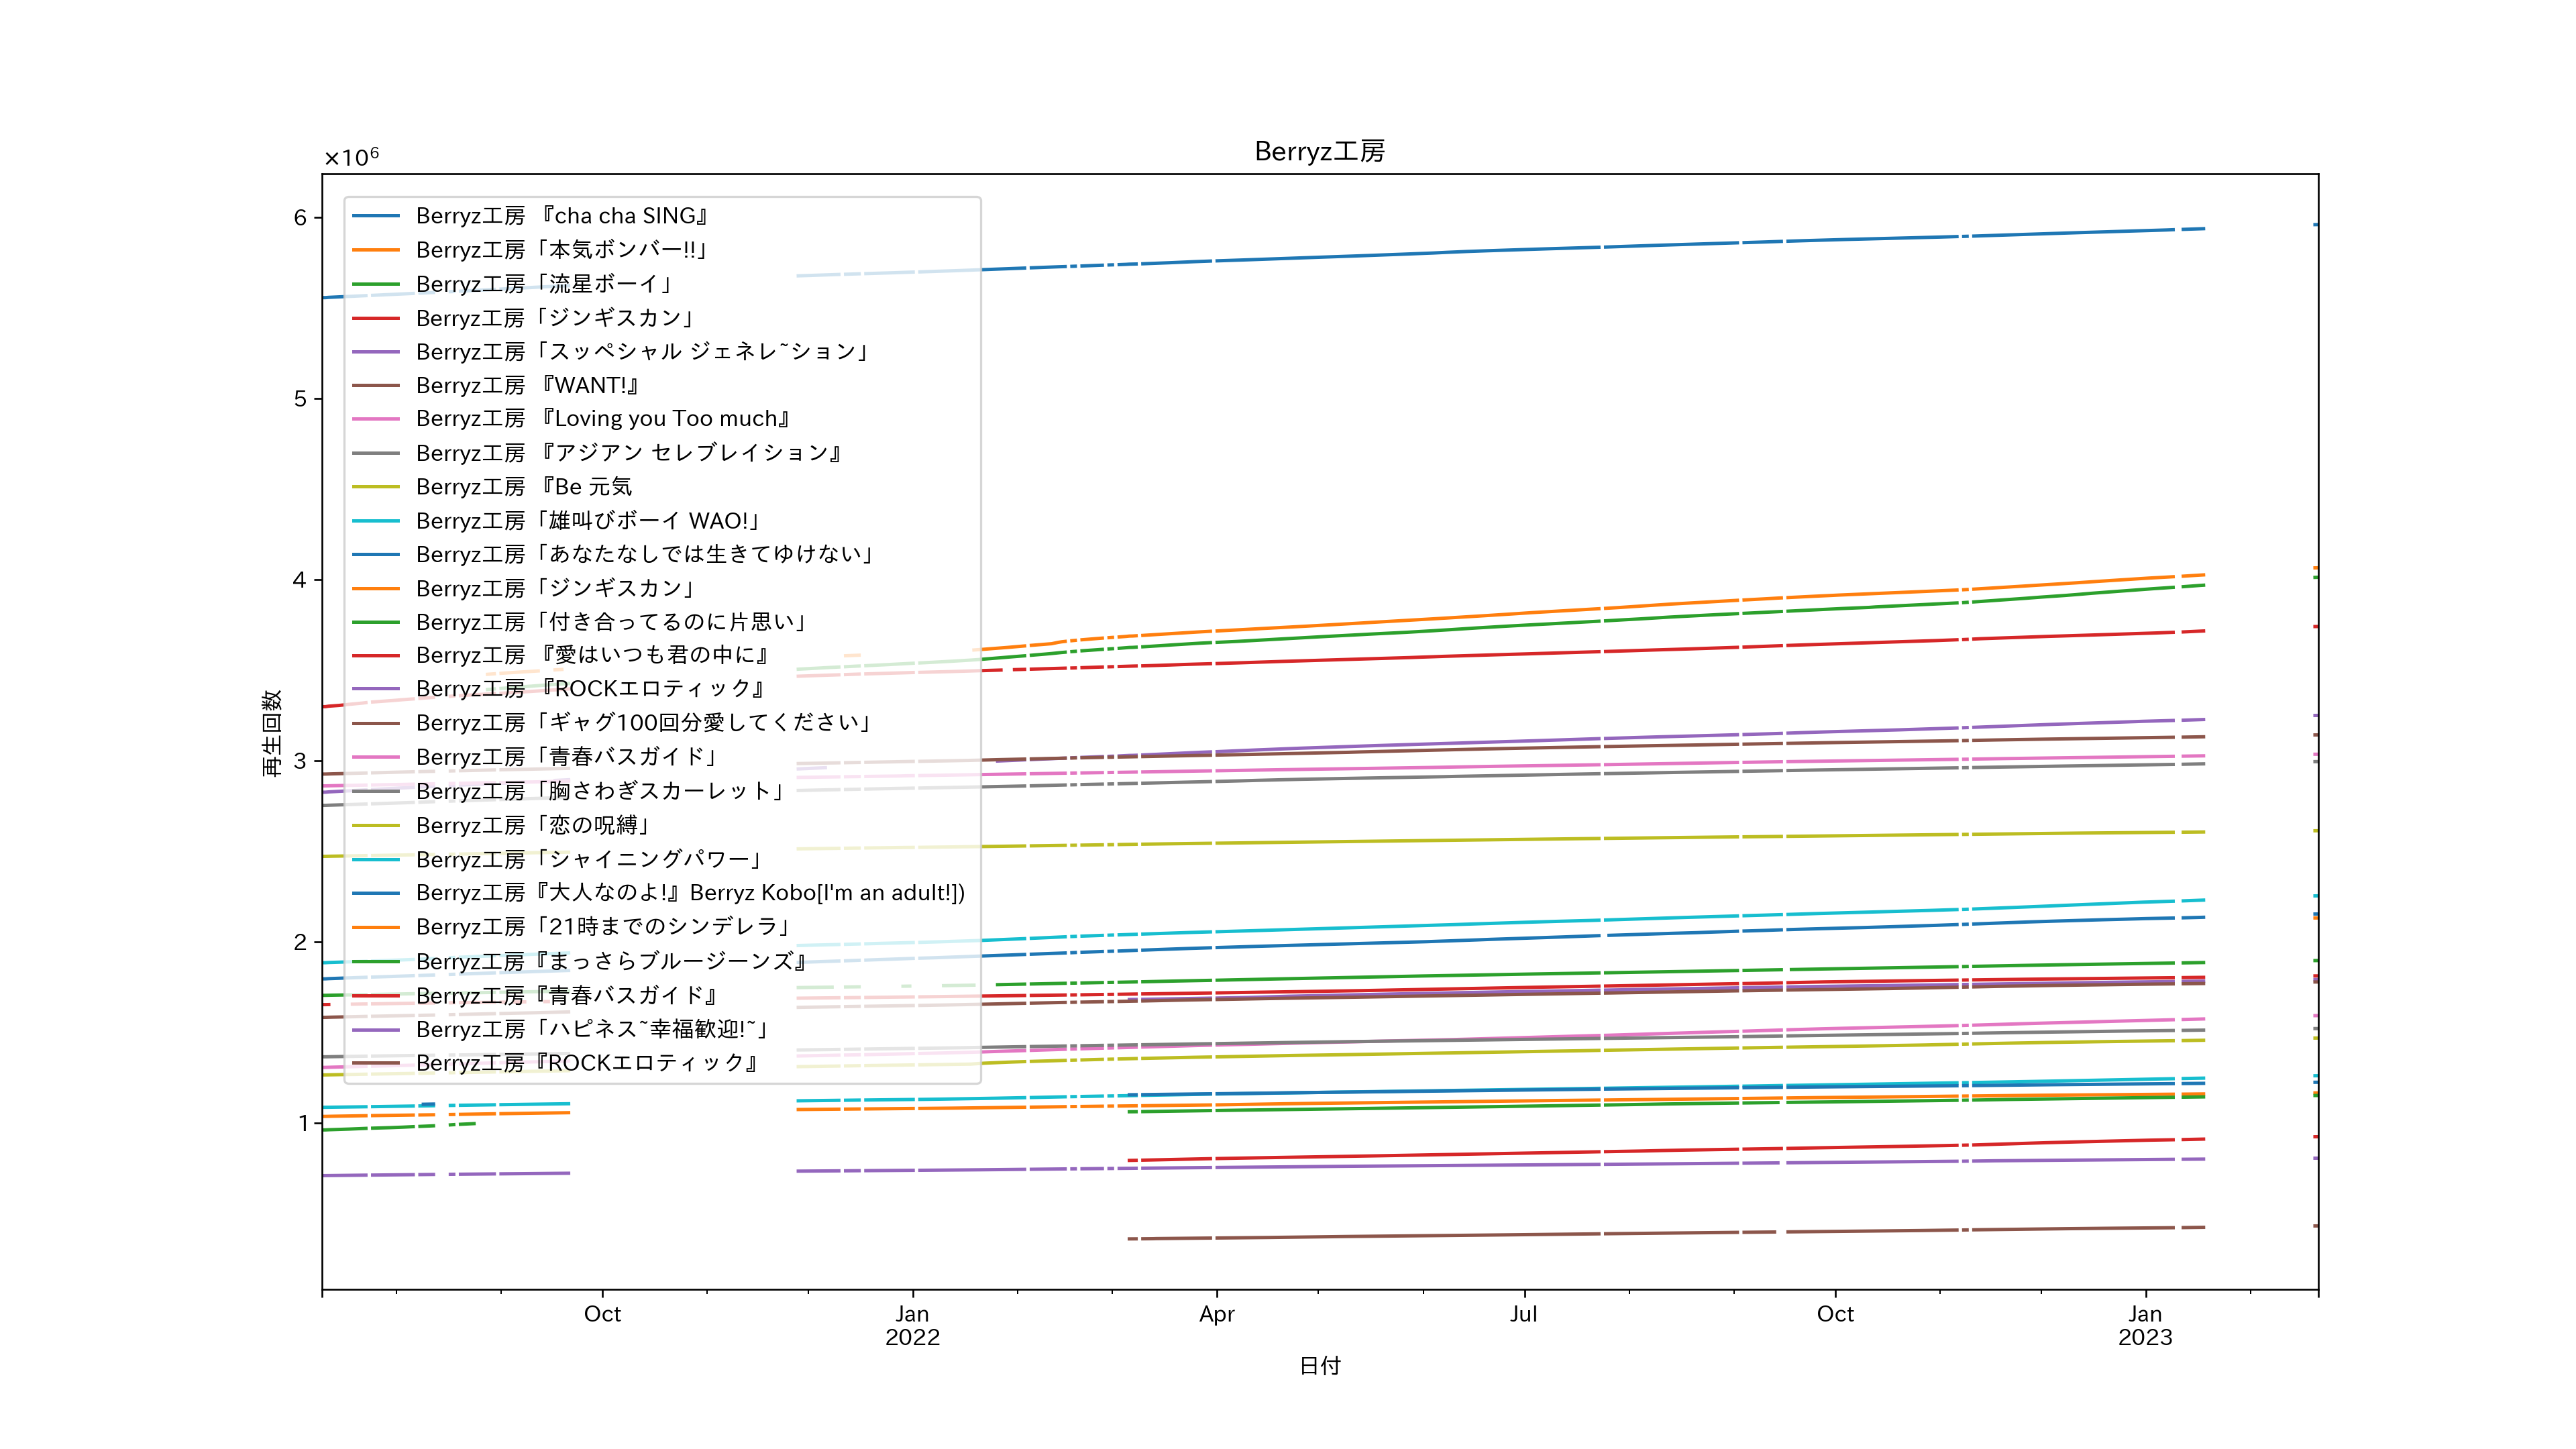 Berryz工房
×10⁶
6
5
4
3
2
1
再生回数
Berryz工房 『cha cha SING』
Berryz工房「本気ボンバー!!」
Berryz工房「流星ボーイ」
Berryz工房「ジンギスカン」
Berryz工房「スッペシャル ジェネレ~ション」
Berryz工房 『WANT!』
Berryz工房 『Loving you Too much』
Berryz工房 『アジアン セレブレイション』
Berryz工房 『Be 元気
Berryz工房「雄叫びボーイ WAO!」
Berryz工房「あなたなしでは生きてゆけない」
Berryz工房「ジンギスカン」
Berryz工房「付き合ってるのに片思い」
Berryz工房 『愛はいつも君の中に』
Berryz工房 『ROCKエロティック』
Berryz工房「ギャグ100回分愛してください」
Berryz工房「青春バスガイド」
Berryz工房「胸さわぎスカーレット」
Berryz工房「恋の呪縛」
Berryz工房「シャイニングパワー」
Berryz工房『大人なのよ!』Berryz Kobo[I'm an adult!])
Berryz工房「21時までのシンデレラ」
Berryz工房『まっさらブルージーンズ』
Berryz工房『青春バスガイド』
Berryz工房「ハピネス~幸福歓迎!~」
Berryz工房『ROCKエロティック』
Oct Jan Apr Jul Oct Jan
2022 2023
日付